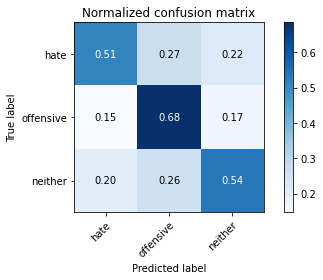 Normalized confusion matrix
True label
hate
0.51 0.27 0.22
offensive
0.15 0.68 0.17
neither
0.20 0.26 0.54
hate
offensive
neither
Predicted label
0.6
0.5
0.4
0.3
0.2